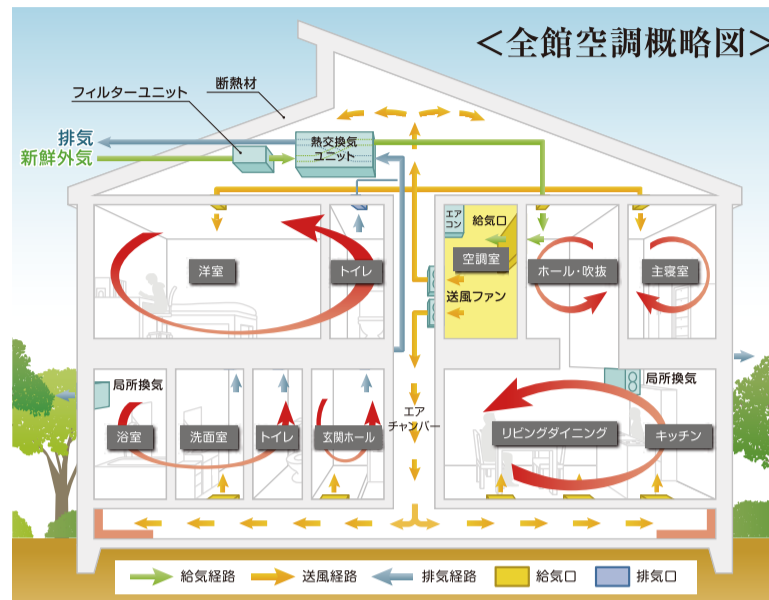 ＜全館空調概略図＞
断熱材
フィルターユニット
排気
新鮮外気
熱交換気
ユニット
エア
コン
給気口
洋室
トイレ
空調室
ホール・吹抜
主寝室
送風ファン
局所換気
局所換気
エア
チャンバー
浴室
洗面室
トイレ
玄関ホール
リビングダイニング
キッチン
給気経路
送風経路
排気経路
給気口
排気口